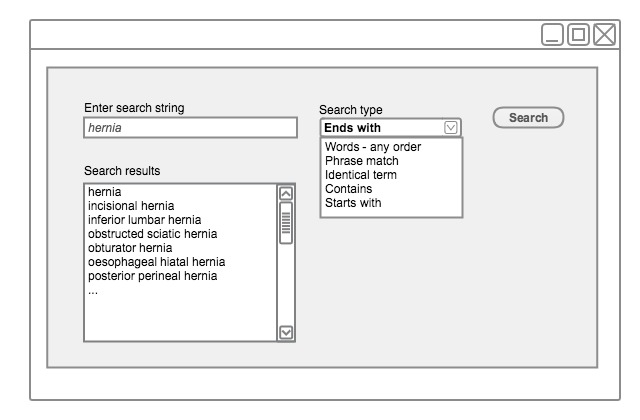 Enter search string
hernia
Search type
Ends with
Search
Words - any order
Phrase match
Identical term
Contains
Starts with
Search results
hernia
incisional hernia
inferior lumbar hernia
obstructed sciatic hernia
obturator hernia
oesophageal hiatal hernia
posterior perineal hernia
...